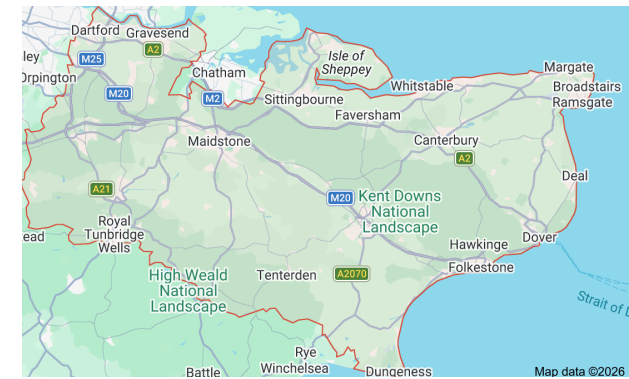 Dartford
Gravesend
A2
M25
ley
Orpington
M20
Chatham
M2
Isle of
Sheppey
Sittingbourne
Whitstable
Margate
Broadstairs
Ramsgate
Faversham
Maidstone
Canterbury
A2
Deal
A21
M20
Kent Downs
National
Landscape
Royal
Tunbridge
Wells
ead
Hawkinge
Dover
Folkestone
High Weald
National
Landscape
Tenterden
A2070
Strait of D
Rye
Winchelsea
Battle
Dungeness
Map data ©2026